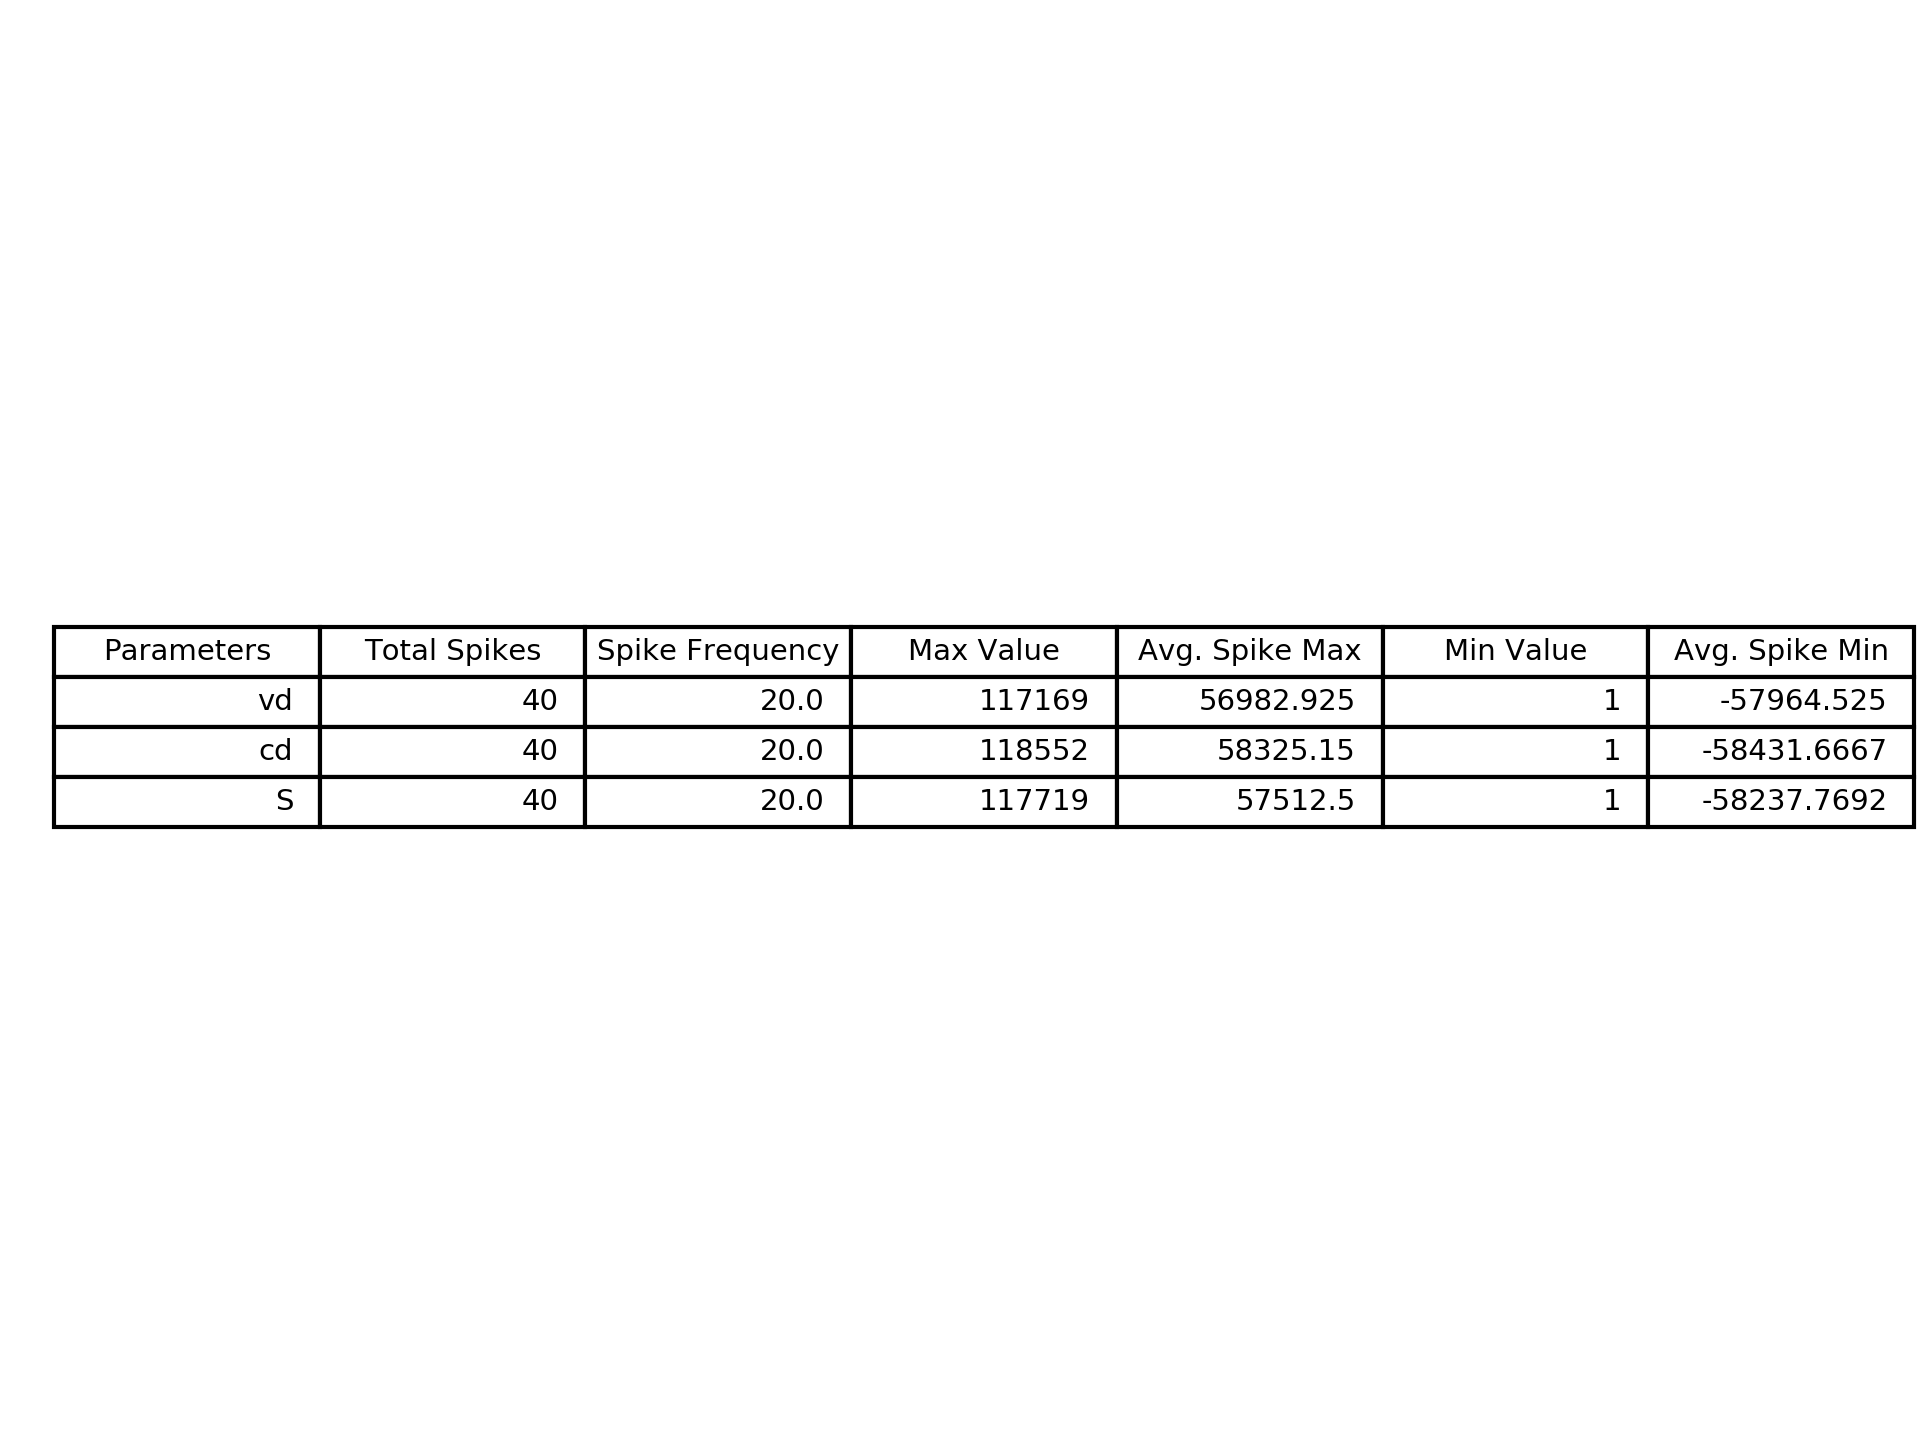 Parameters Total Spikes Spike Frequency Max Value Avg. Spike Max Min Value Avg. Spike Min
vd 40 20.0 117169 56982.925 1 -57964.525
cd 40 20.0 118552 58325.15 1 -58431.6667
S 40 20.0 117719 57512.5 1 -58237.7692